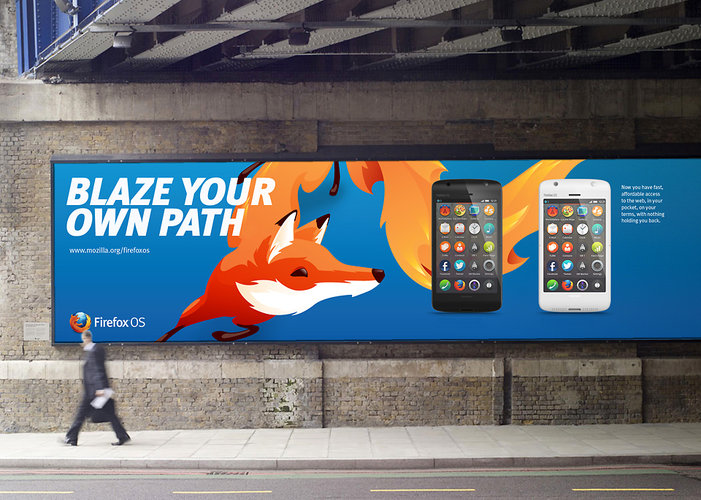 BLAZE YOUR
OWN PATH
www.mozilla.org/firefoxos
Firefox OS
Now you have fast,
affordable access
to the web, in your
pocket, on your
terms, with nothing
holding you back.